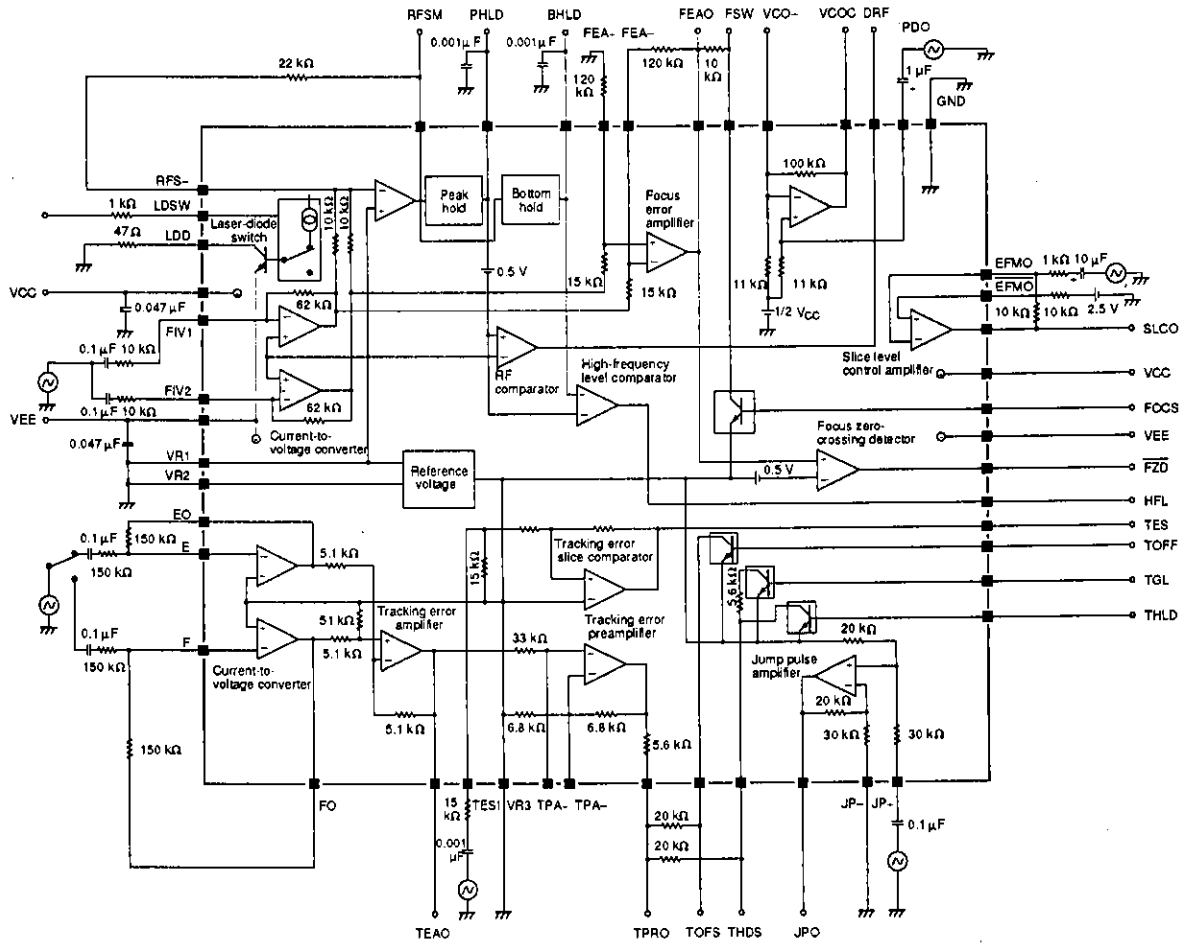 RFSM PHLD BHLD FEAO FSW VCO- VCOC DRF PDO
0.001 µF 0.001 µF FEA- FEA-
22 kΩ 120 kΩ 10 kΩ 1 µF +
120 kΩ GND
RFS-
LDSW
1 kΩ
LDD
47Ω
Laser-diode switch
10 kΩ
10 kΩ
Peak hold
Bottom hold
Focus error amplifier
100 kΩ
0.5 V
15 kΩ
15 kΩ
11 kΩ
11 kΩ
1/2 VCC
EFMO
1 kΩ 10 µF
EFMO
10 kΩ 10 kΩ
2.5 V
SLCO
Slice level control amplifier
VCC
0.047 µF
62 kΩ
FIV1
0.1 µF 10 kΩ
FIV2
0.1 µF 10 kΩ
62 kΩ
Current-to-voltage converter
RF comparator
High-frequency level comparator
VCC
FOCS
VEE
VEE
0.047 µF
VR1
VR2
Reference voltage
Focus zero-crossing detector
0.5 V
FZD
HFL
TES
TOFF
TGL
THLD
EO
0.1 µF
150 kΩ
E
150 kΩ
5.1 kΩ
15 kΩ
Tracking error slice comparator
5.6 kΩ
51 kΩ
Tracking error amplifier
Tracking error preamplifier
0.1 µF
F
150 kΩ
5.1 kΩ
33 kΩ
20 kΩ
Current-to-voltage converter
Jump pulse amplifier
20 kΩ
5.1 kΩ
6.8 kΩ
6.8 kΩ
5.6 kΩ
30 kΩ
30 kΩ
150 kΩ
FO
15 kΩ
TES1 VR3 TPA- TPA-
JP- JP-
20 kΩ
20 kΩ
0.001 µF
0.1 µF
TEAO TPRO TOFS THDS JPO